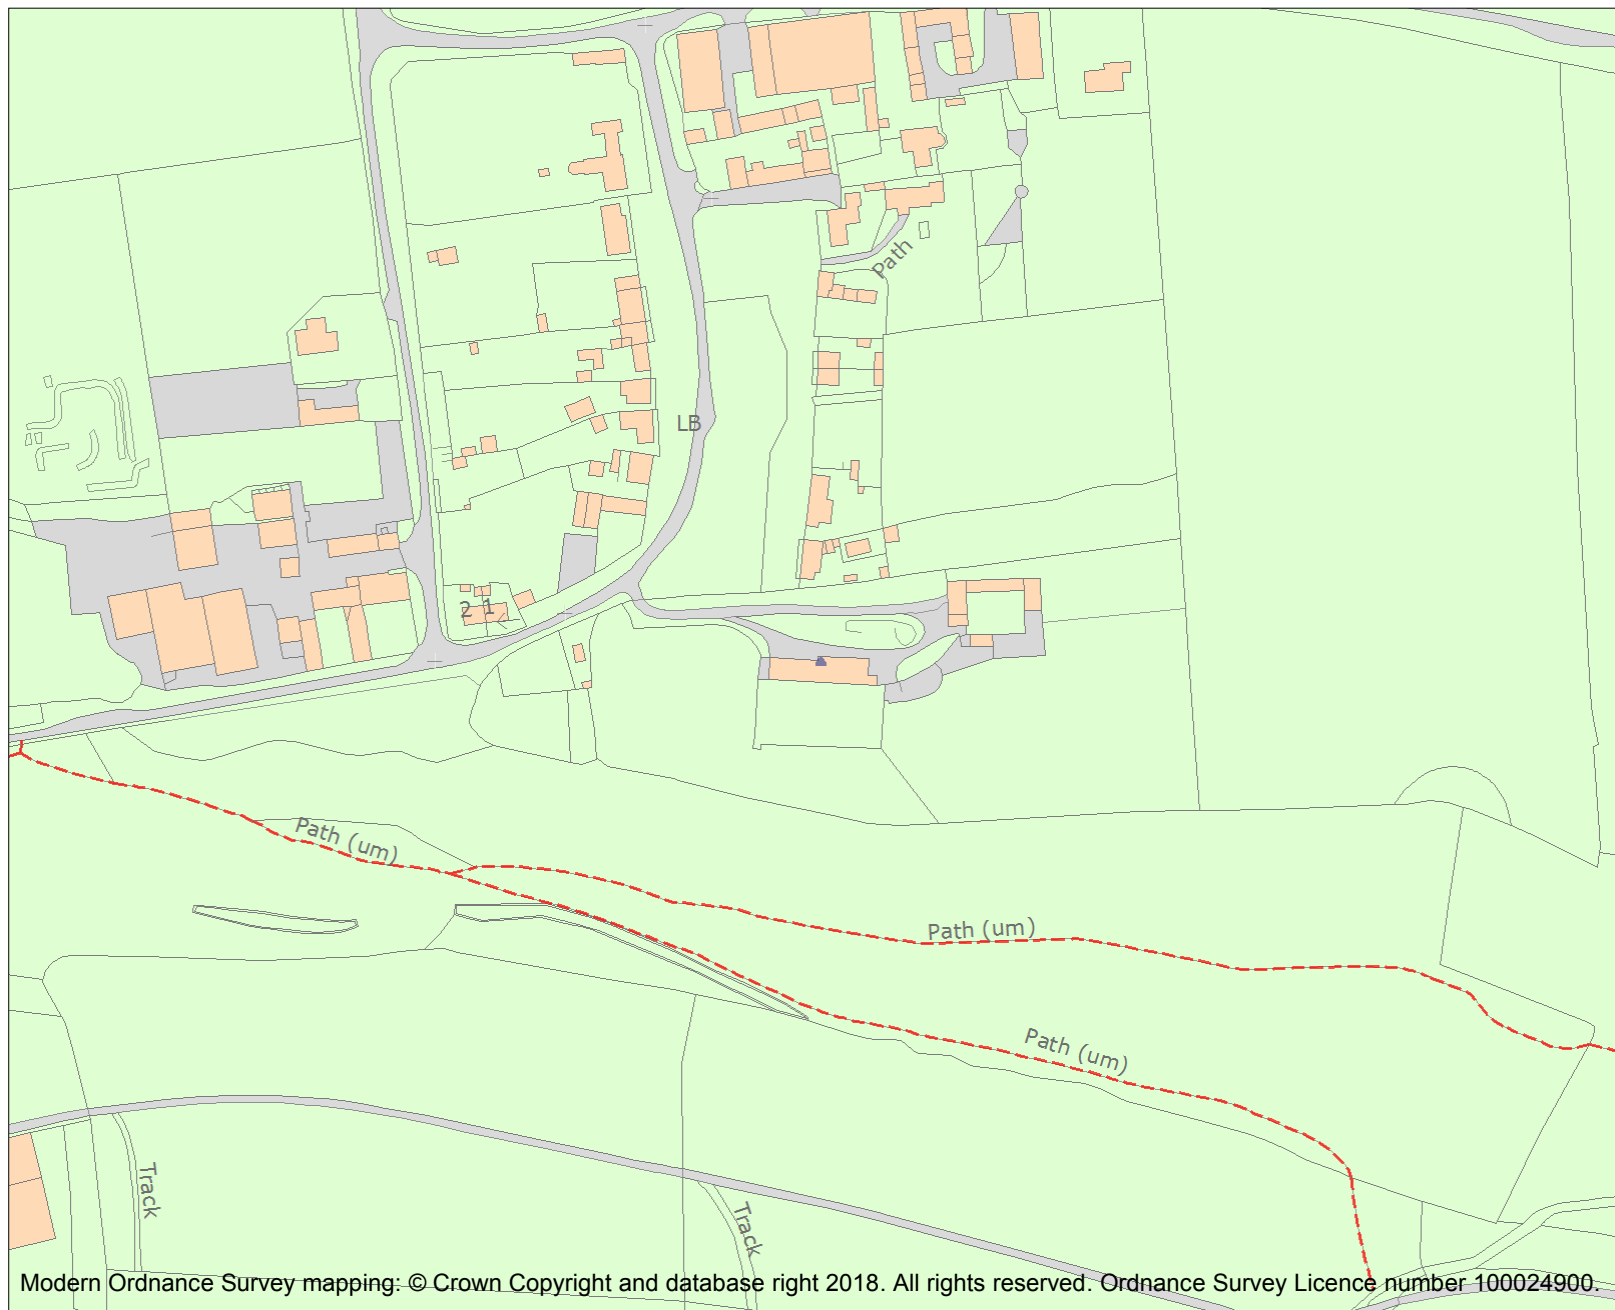 Path
LB
2 1
Path (um)
Path (um)
Path (um)
Track
Track
Modern Ordnance Survey mapping: © Crown Copyright and database right 2018. All rights reserved. Ordnance Survey Licence number 100024900.